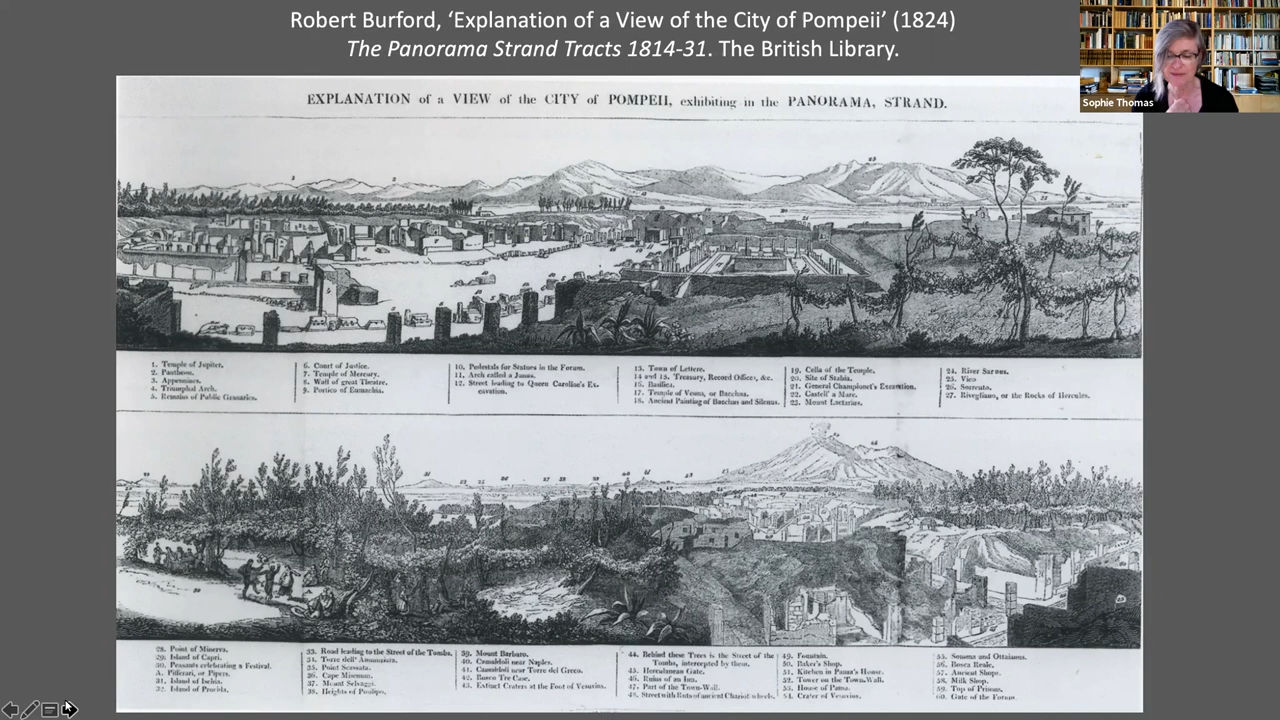 Robert Burford, ‘Explanation of a View of the City of Pompeii’ (1824)
The Panorama Strand Tracts 1814-31. The British Library.
Sophie Thomas
EXPLANATION of a VIEW of the CITY of POMPEII, exhibiting in the PANORAMA, STRAND.
1. Temple of Jupiter.
2. Pantheon.
3. Appenines.
4. Triumphal Arch.
5. Remains of Public Granaries.
6. Court of Justice.
7. Temple of Mercury.
8. Wall of great Theatre.
9. Portico of Eumachia.
10. Pedestals for Statues in the Forum.
11. Arch called a Janus.
12. Street leading to Queen Caroline's Ex-
cavation.
13. Town of Lettere.
14 and 15. Treasury, Record Offices, &c.
16. Basilica.
17. Temple of Venus, or Bacchus.
18. Ancient Painting of Bacchus and Silenus.
19. Cella of the Temple.
20. Site of Stabia.
21. General Championet's Excavation.
22. Castell' a Mare.
23. Mount Lactarius.
24. River Sarnus.
25. Vico
26. Sorrento.
27. Rivegliano, or the Rocks of Hercules.
28. Point of Minerva.
29. Island of Capri.
30. Peasants celebrating a Festival.
A. Pifferari, or Pipers.
31. Island of Ischia.
32. Island of Procida.
33. Road leading to the Street of the Tombs.
34. Torre dell' Annunziata.
35. Point
36. Cape Misenum.
37. Mount Selvaggi.
38. Heights of Posilipo.
39. Mount Barbaro.
40. Camaldoli near Naples.
41. Camaldoli near Torre del Greco.
42. Bosco Tre Case.
43. Extinct Craters at the Foot of Vesuvius.
44. Behind these Trees is the Street of the
Tombs, intercepted by them.
45. Herculanean Gate.
46. Ruins of an Inn.
47. Part of the Town-Wall.
48. Street with Ruts of ancient Chariot-wheels.
49. Fountain.
50. Baker's Shop.
51. Kitchen in Pansa's House.
52. Tower on the Town-Wall.
53. House of Pansa.
54. Crater of Vesuvius.
55. Somma and Ottaiano.
56. Bosca Reale.
57. Ancient Shops.
58. Milk Shop.
59. Top of Prisons.
60. Gate of the Forum.